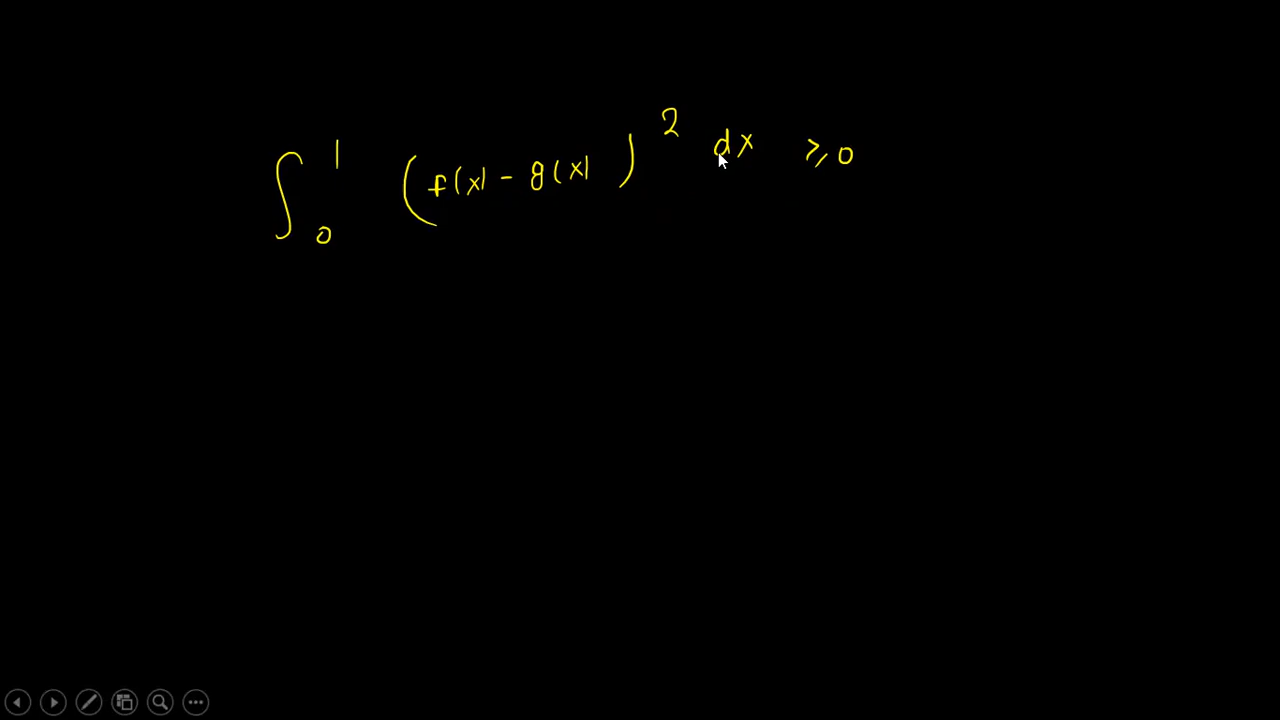 ∫₀¹ (f(x) - g(x))² dx ≥ 0